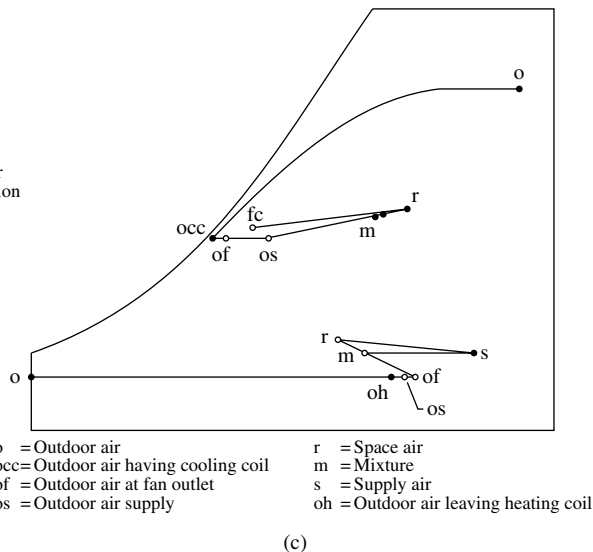 o
r
ion
r
fc
occ
m
of os
r
m
s
o
of
oh
os
o = Outdoor air
occ= Outdoor air having cooling coil
of = Outdoor air at fan outlet
os = Outdoor air supply
r = Space air
m = Mixture
s = Supply air
oh = Outdoor air leaving heating coil
(c)